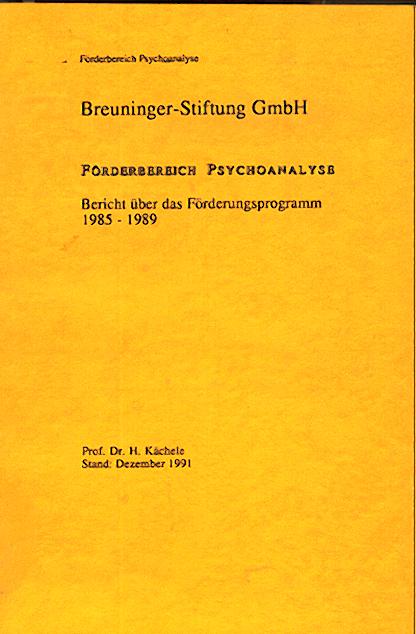 Förderbereich Psychoanalyse
Breuninger-Stiftung GmbH
FÖRDERBEREICH PSYCHOANALYSE
Bericht über das Förderungsprogramm
1985 - 1989
Prof. Dr. H. Kächele
Stand: Dezember 1991